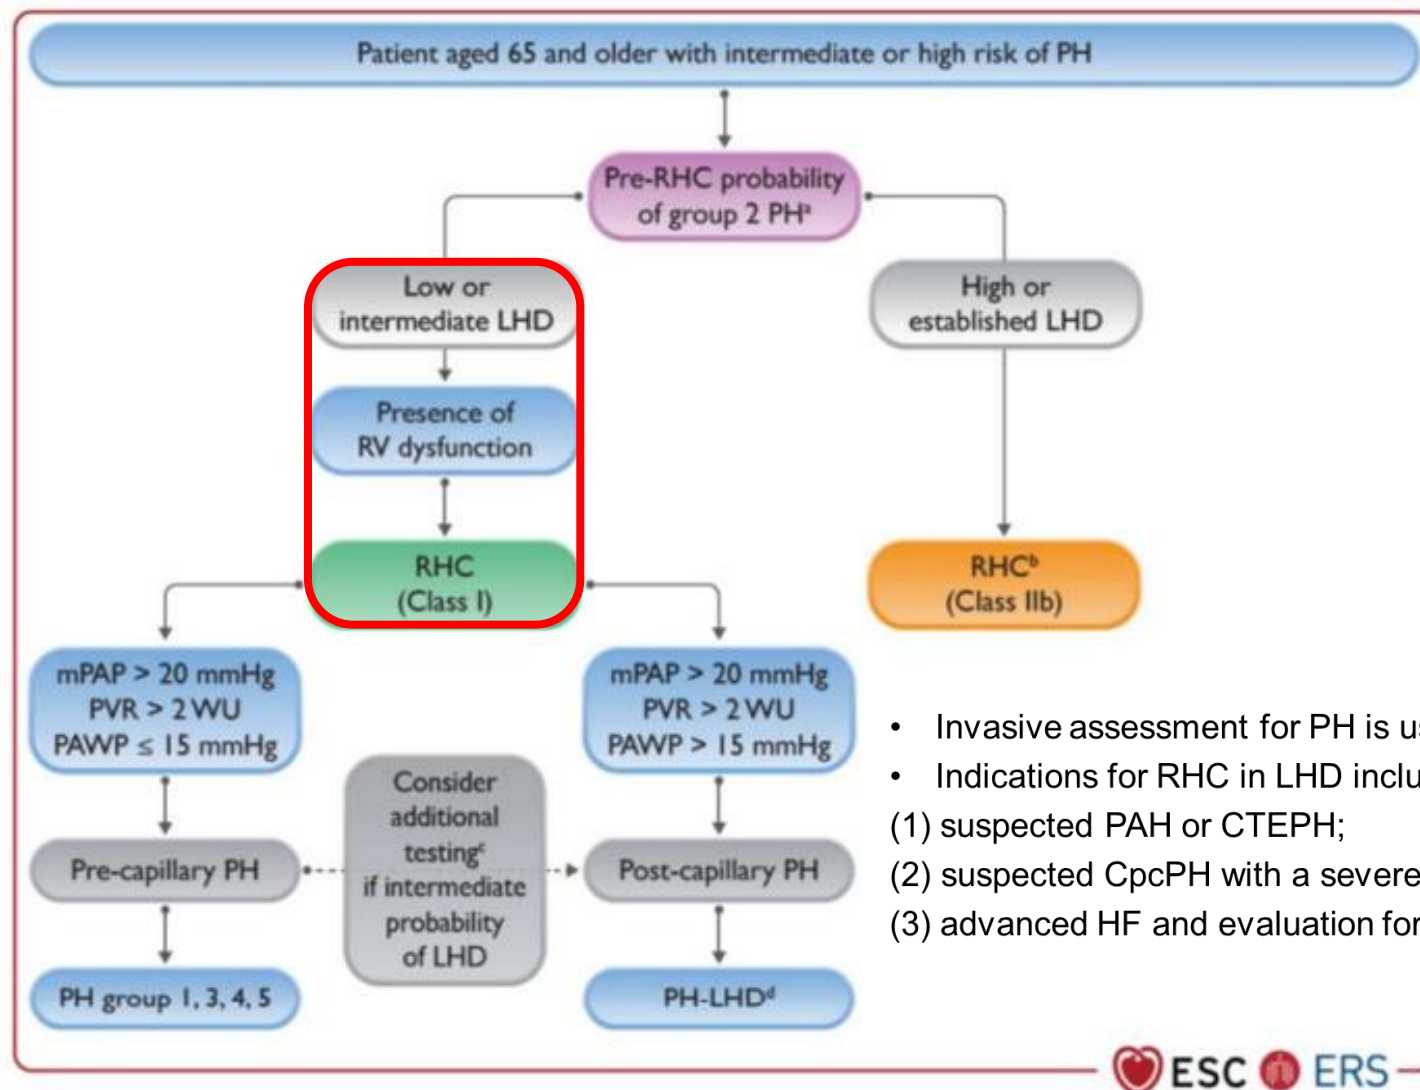 Patient aged 65 and older with intermediate or high risk of PH
Pre-RHC probability
of group 2 PHᵃ
Low or
intermediate LHD
High or
established LHD
Presence of
RV dysfunction
RHC
(Class I)
RHCᵇ
(Class IIb)
mPAP > 20 mmHg
PVR > 2 WU
PAWP ≤ 15 mmHg
mPAP > 20 mmHg
PVR > 2 WU
PAWP > 15 mmHg
Consider
additional
testingᶜ
if intermediate
probability
of LHD
Pre-capillary PH
Post-capillary PH
PH group 1, 3, 4, 5
PH-LHDᵈ
• Invasive assessment for PH is
• Indications for RHC in LHD
(1) suspected PAH or CTEPH;
(2) suspected CpcPH with a severe
(3) advanced HF and evaluation for
ESC ERS